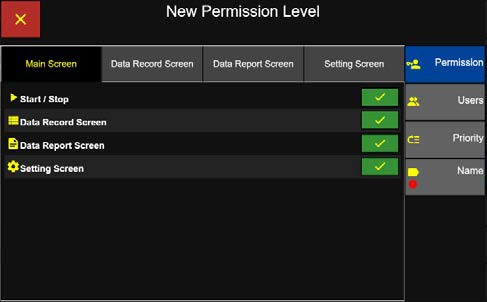 New Permission Level
Main Screen
Data Record Screen
Data Report Screen
Setting Screen
Permission
Users
Priority
Name
Start / Stop
Data Record Screen
Data Report Screen
Setting Screen